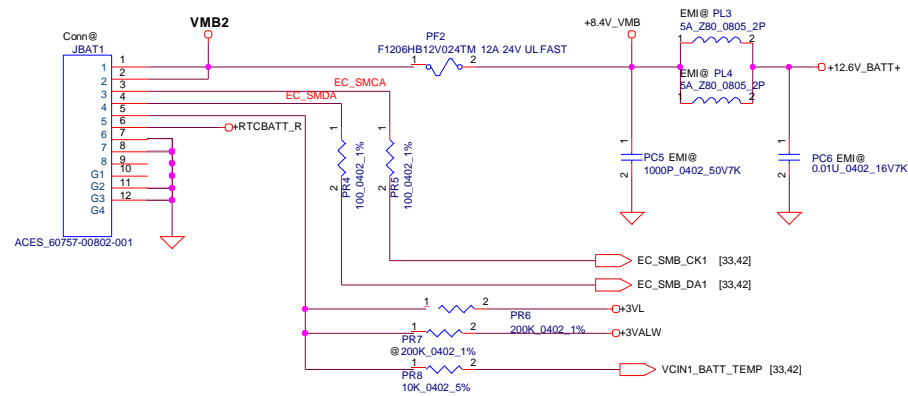 VMB2
Conn@
JBAT1
1
2
3
4
5
6
7
8
9
10
11
12
1
2
3
4
5
6
7
8
G1
G2
G3
G4
ACES_60757-00802-001
EC_SMCA
EC_SMDA
+RTCBATT_R
PF2
F1206HB12V024TM 12A 24V UL FAST
1
2
+8.4V_VMB
EMI@ PL3
5A_Z80_0805_2P
1
2
EMI@ PL4
5A_Z80_0805_2P
1
2
+12.6V_BATT+
1
2
PR4
100_0402_1%
1
2
PR5
100_0402_1%
1
2
PC5 EMI@
1000P_0402_50V7K
1
2
PC6 EMI@
0.01U_0402_16V7K
EC_SMB_CK1 [33,42]
EC_SMB_DA1 [33,42]
1
2
+3VL
PR6
200K_0402_1%
1
2
+3VALW
PR7
@200K_0402_1%
1
2
VCIN1_BATT_TEMP [33,42]
PR8
10K_0402_5%